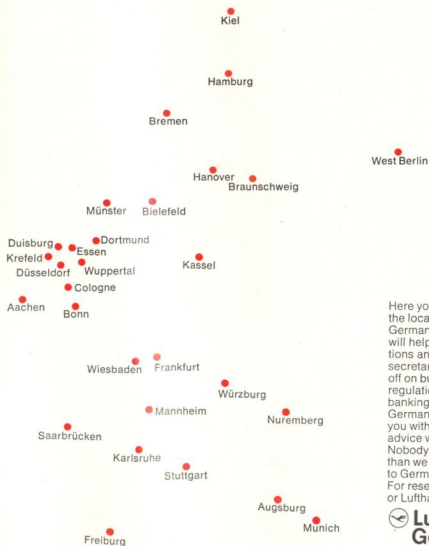 Kiel
Hamburg
Bremen
West Berlin
Hanover
Braunschweig
Münster
Bielefeld
Duisburg
Dortmund
Essen
Krefeld
Düsseldorf
Wuppertal
Kassel
Cologne
Aachen
Bonn
Here yo
the loca
German
will help
tions an
secretar
off on bu
regulatio
banking
German
you with
advice w
Nobody
than we
to Germ
For rese
or Luftha
Wiesbaden
Frankfurt
Würzburg
Mannheim
Nuremberg
Saarbrücken
Karlsruhe
Stuttgart
Augsburg
Munich
Freiburg
Lu
Ge